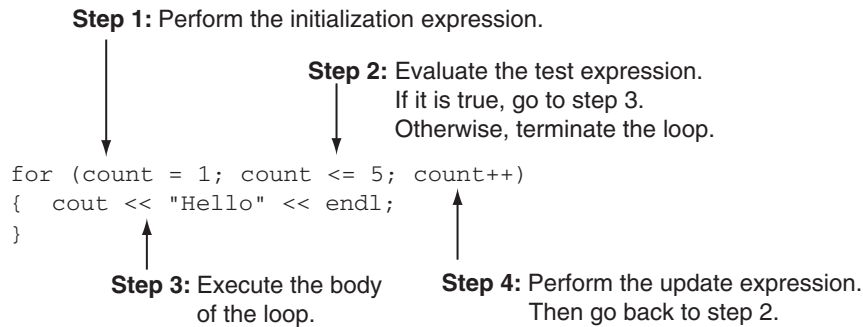 Step 1: Perform the initialization expression.
Step 2: Evaluate the test expression.
If it is true, go to step 3.
Otherwise, terminate the loop.
for (count = 1; count <= 5; count++)
{  cout << "Hello" << endl;
}
Step 3: Execute the body
of the loop.
Step 4: Perform the update expression.
Then go back to step 2.